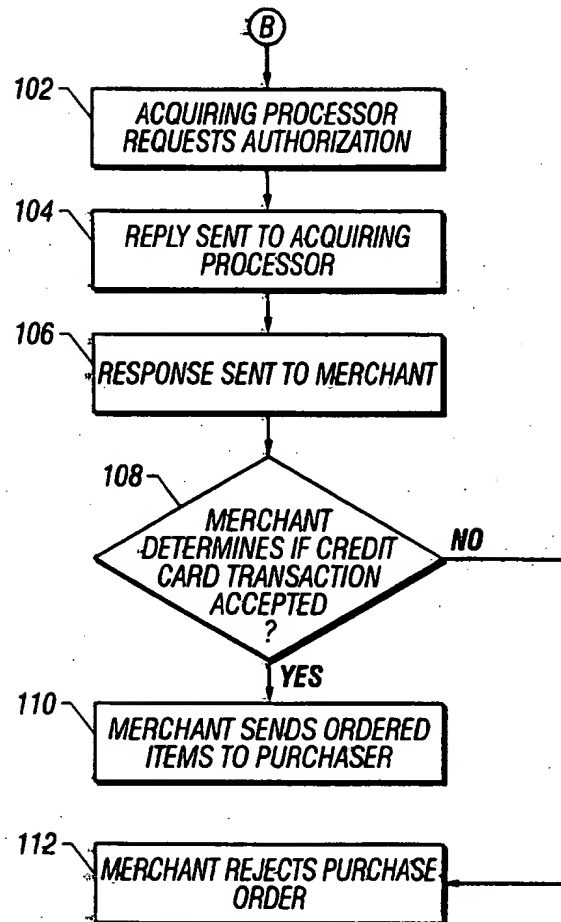 B
102
ACQUIRING PROCESSOR
REQUESTS AUTHORIZATION
104
REPLY SENT TO ACQUIRING
PROCESSOR
106
RESPONSE SENT TO MERCHANT
108
MERCHANT
DETERMINES IF CREDIT
CARD TRANSACTION
ACCEPTED
?
NO
YES
110
MERCHANT SENDS ORDERED
ITEMS TO PURCHASER
112
MERCHANT REJECTS PURCHASE
ORDER